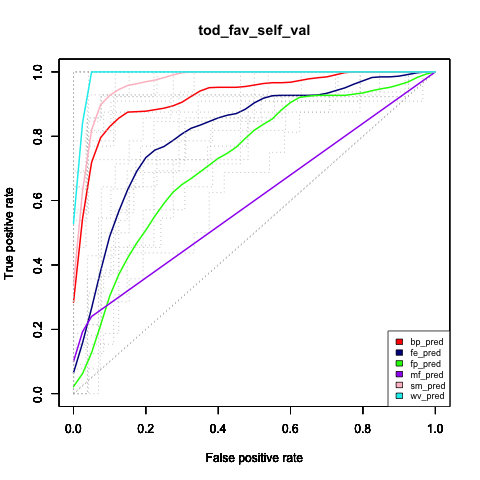 tod_fav_self_val
True positive rate
1.0
0.8
0.6
0.4
0.2
0.0
bp_pred
fe_pred
fp_pred
mf_pred
sm_pred
wv_pred
0.0 0.2 0.4 0.6 0.8 1.0
False positive rate